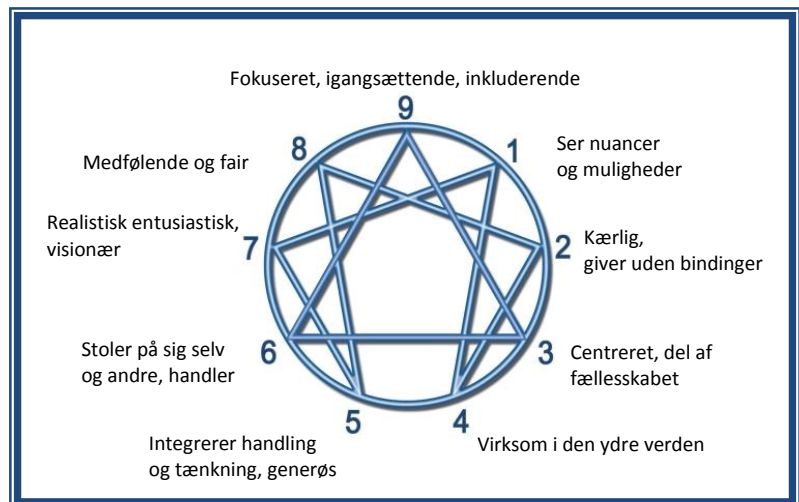 Fokuseret, igangsættende, inkluderende
9
8
1
Ser nuancer
og muligheder
Medfølende og fair
Realistisk entusiastisk,
visionær
7
2
Kærlig,
giver uden bindinger
Stoler på sig selv
og andre, handler
6
3
Centreret, del af
fællesskabet
5
4
Integrerer handling
og tænkning, generøs
Virksom i den ydre verden